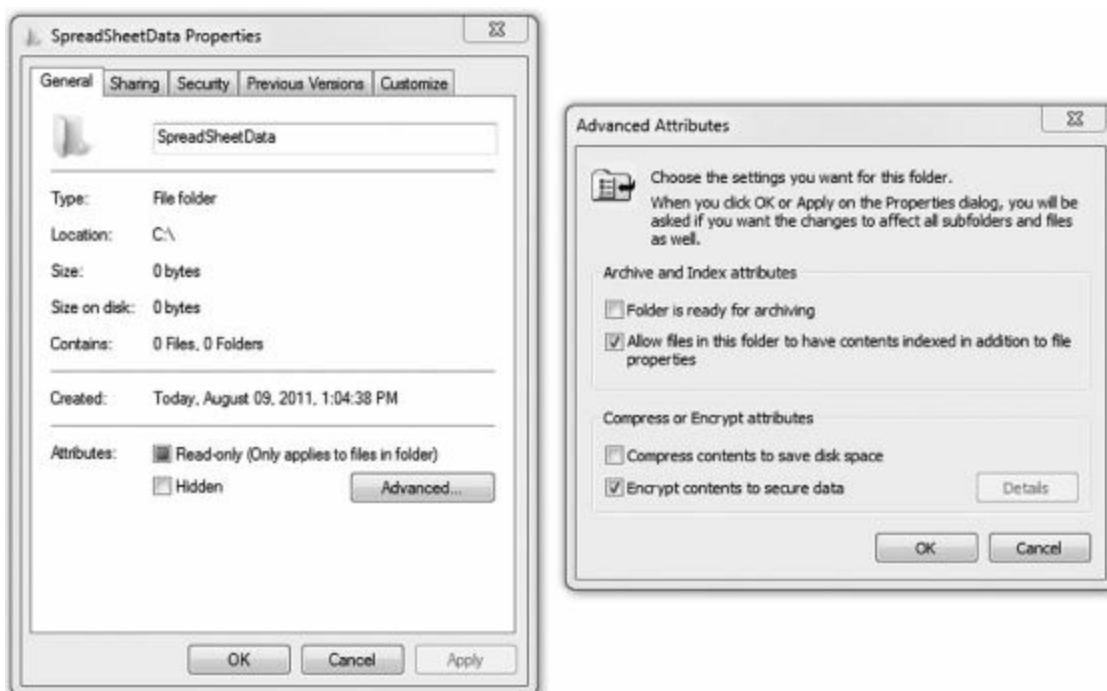 SpreadSheetData Properties
General Sharing Security Previous Versions Customize
SpreadSheetData
Type: File folder
Location: C:\
Size: 0 bytes
Size on disk: 0 bytes
Contains: 0 Files, 0 Folders
Created: Today, August 09, 2011, 1:04:38 PM
Attributes: Read-only (Only applies to files in folder)
Hidden Advanced...
OK Cancel Apply
Advanced Attributes
Choose the settings you want for this folder.
When you click OK or Apply on the Properties dialog, you will be
asked if you want the changes to affect all subfolders and files
as well.
Archive and Index attributes
Folder is ready for archiving
Allow files in this folder to have contents indexed in addition to file
properties
Compress or Encrypt attributes
Compress contents to save disk space
Encrypt contents to secure data Details
OK Cancel